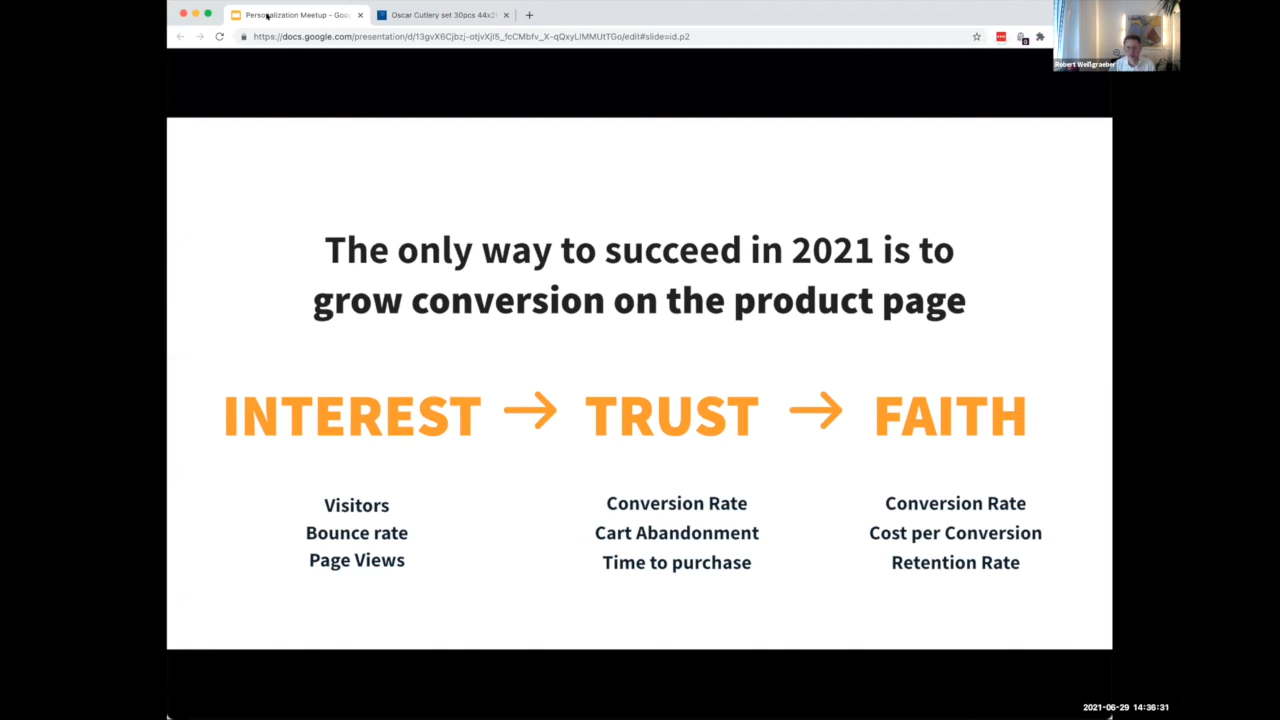 Personalization Meetup - Goo
Oscar Cutlery set 30pcs 44x2
https://docs.google.com/presentation/d/13gvX6Cjbzj-otjvXjI5_fcCMbfv_X-qQxyLlMMUtTGo/edit#slide=id.p2
Robert Weißgraeber
The only way to succeed in 2021 is to
grow conversion on the product page
INTEREST → TRUST → FAITH
Visitors
Bounce rate
Page Views
Conversion Rate
Cart Abandonment
Time to purchase
Conversion Rate
Cost per Conversion
Retention Rate
2021-06-29 14:36:31